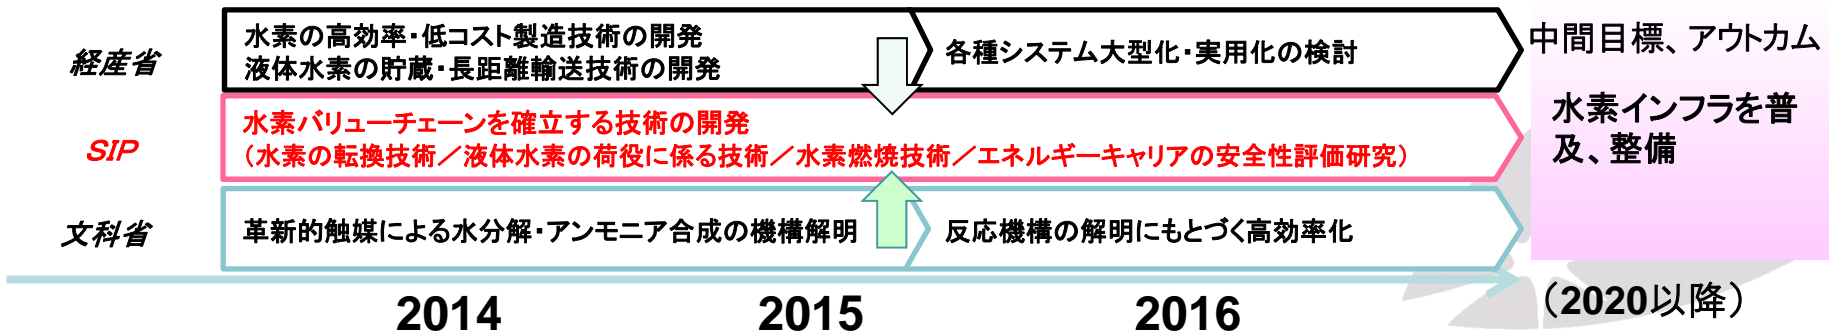 経産省
水素の高効率・低コスト製造技術の開発
液体水素の貯蔵・長距離輸送技術の開発
各種システム大型化・実用化の検討
中間目標、アウトカム
SIP
水素バリューチェーンを確立する技術の開発
（水素の転換技術／液体水素の荷役に係る技術／水素燃焼技術／エネルギーキャリアの安全性評価研究）
水素インフラを普
及、整備
文科省
革新的触媒による水分解・アンモニア合成の機構解明
反応機構の解明にもとづく高効率化
2014
2015
2016
（2020以降）